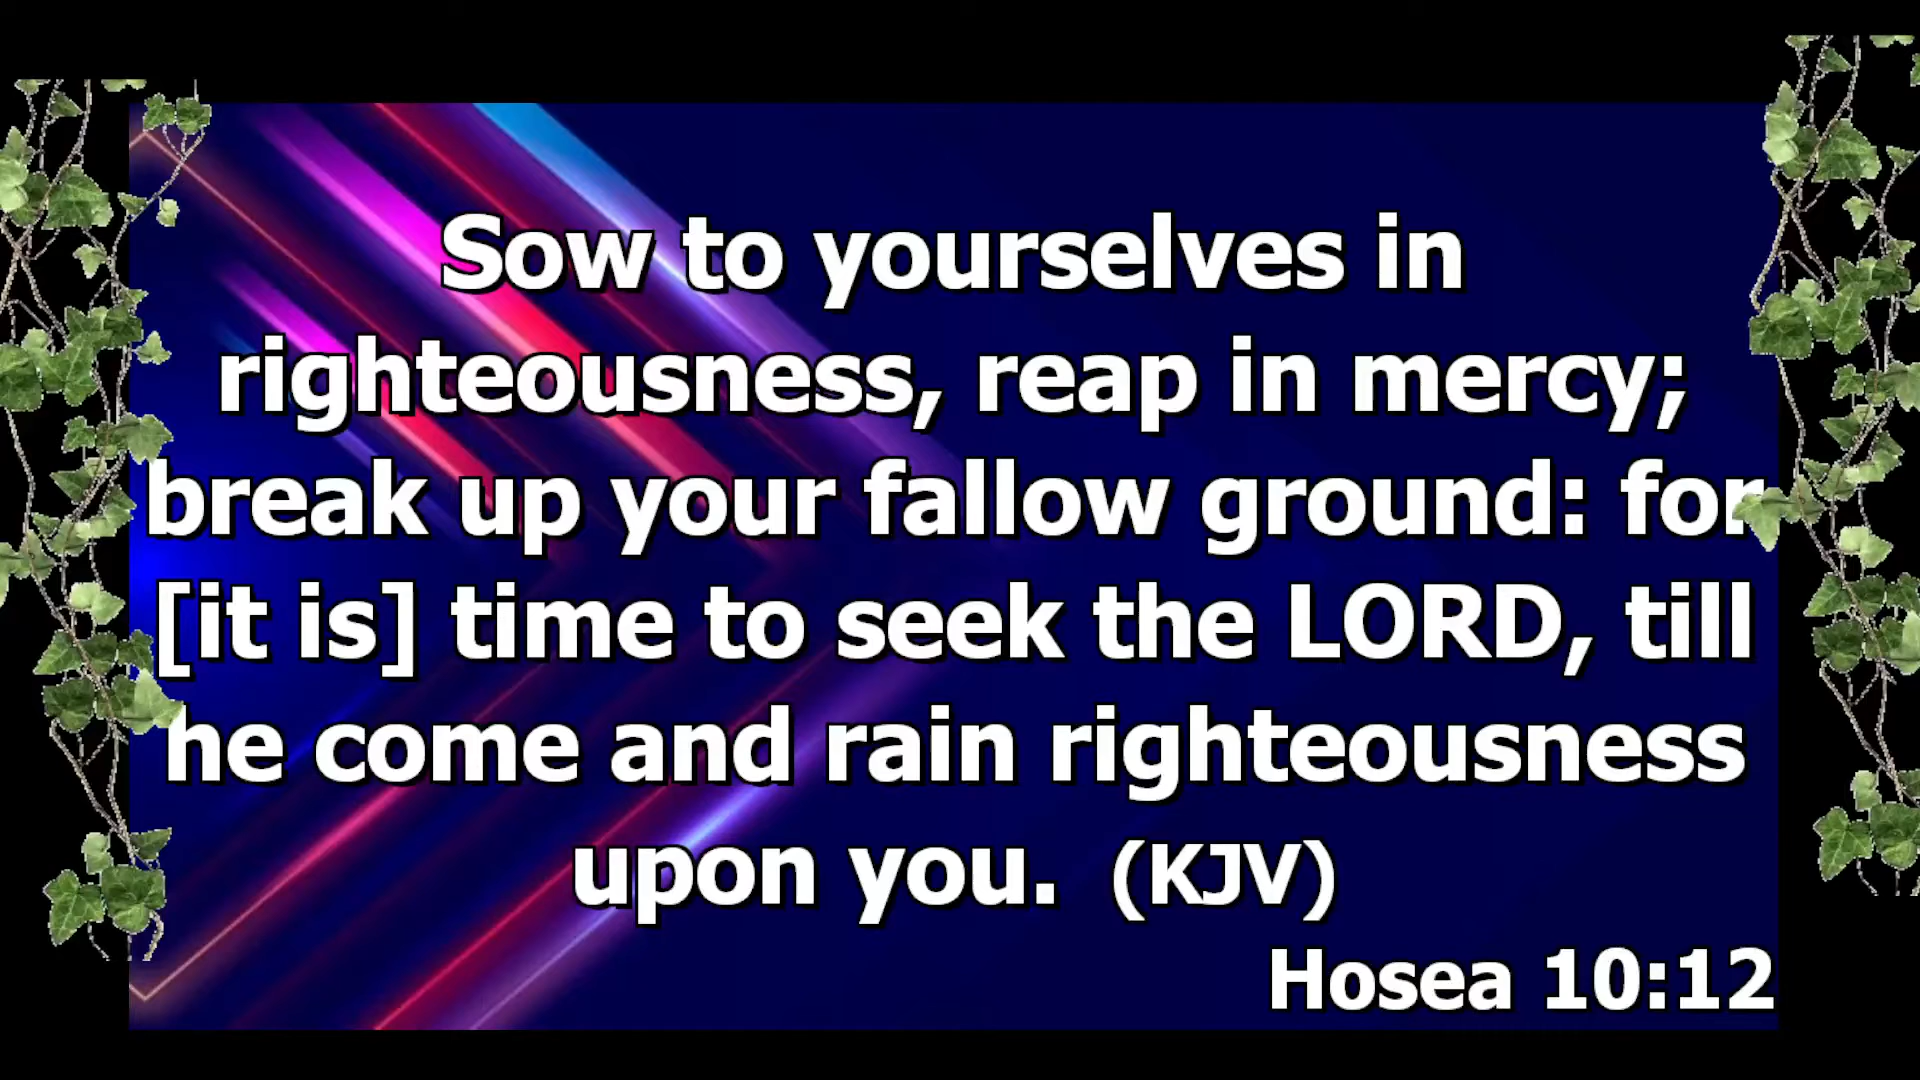 Sow to yourselves in
righteousness, reap in mercy;
break up your fallow ground: for
[it is] time to seek the LORD, till
he come and rain righteousness
upon you. (KJV)
Hosea 10:12